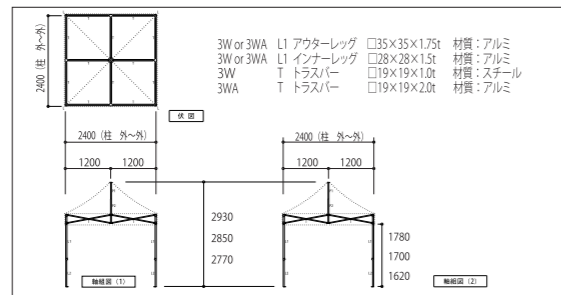 2400 (柱 外～外)
伏 図
3W or 3WA L1 アウターレッグ □35×35×1.75t 材質：アルミ
3W or 3WA L1 インナーレッグ □28×28×1.5t 材質：アルミ
3W T トラスバー □19×19×1.0t 材質：スチール
3WA T トラスバー □19×19×2.0t 材質：アルミ
2400 (柱 外～外)
1200 1200
2930
2850
2770
軸組図 (1)
2400 (柱 外～外)
1200 1200
1780
1700
1620
軸組図 (2)